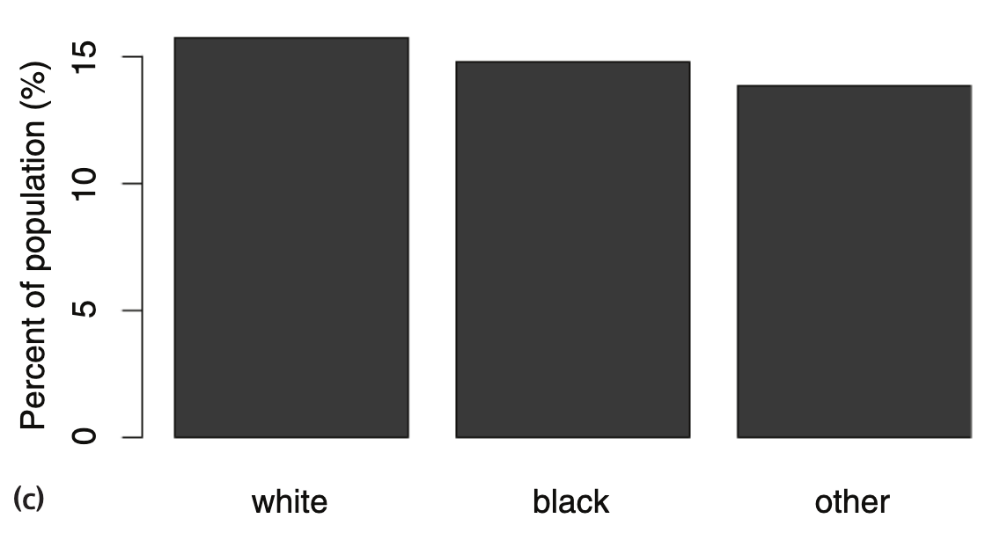 Percent of population (%)
15
10
5
0
white black other
(c)